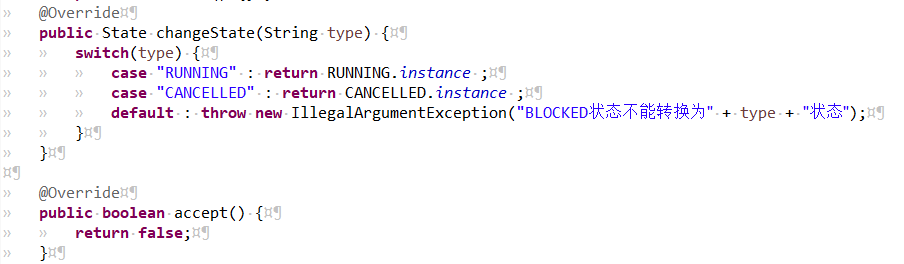 @Override
public State changeState(String type) {
switch(type) {
case "RUNNING" : return RUNNING.instance ;
case "CANCELLED" : return CANCELLED.instance ;
default : throw new IllegalArgumentException("BLOCKED状态不能转换为" + type + "状态");
}
}
@Override
public boolean accept() {
return false;
}